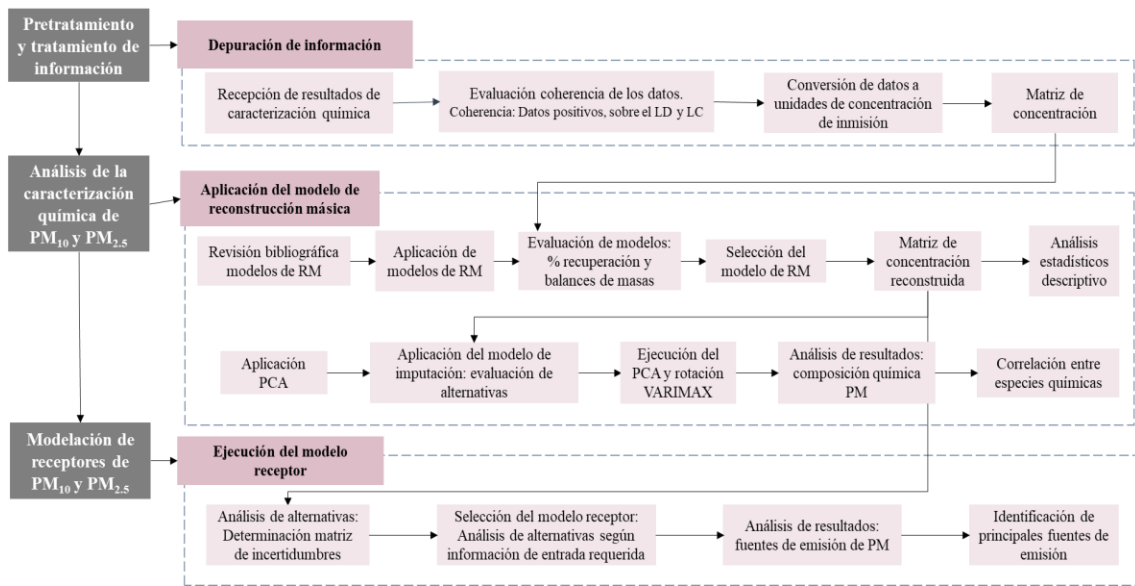 Pretratamiento
y tratamiento de
información
Depuración de información
Recepción de resultados de
caracterización química
Evaluación coherencia de los datos.
Coherencia: Datos positivos, sobre el LD y LC
Conversión de datos a
unidades de concentración
de inmisión
Matriz de
concentración
Análisis de la
caracterización
química de
PM10 y PM2.5
Aplicación del modelo de
reconstrucción másica
Revisión bibliográfica
modelos de RM
Aplicación de
modelos de RM
Evaluación de modelos:
% recuperación y
balances de masas
Selección del
modelo de RM
Matriz de
concentración
reconstruida
Análisis
estadísticos
descriptivo
Aplicación
PCA
Aplicación del modelo de
imputación: evaluación de
alternativas
Ejecución del
PCA y rotación
VARIMAX
Análisis de resultados:
composición química
PM
Correlación entre
especies químicas
Modelación de
receptores de
PM10 y PM2.5
Ejecución del modelo
receptor
Análisis de alternativas:
Determinación matriz
de incertidumbres
Selección del modelo receptor:
Análisis de alternativas según
información de entrada requerida
Análisis de resultados:
fuentes de emisión de PM
Identificación de
principales fuentes de
emisión